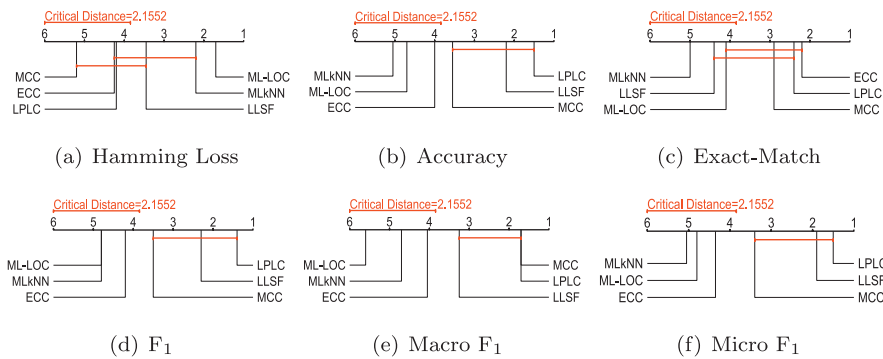 Critical Distance=2.1552
6 5 4 3 2 1
MCC ML-LOC
ECC MLkNN
LPLC LLSF
(a) Hamming Loss
Critical Distance=2.1552
6 5 4 3 2 1
MLkNN LPLC
ML-LOC LLSF
ECC MCC
(b) Accuracy
Critical Distance=2.1552
6 5 4 3 2 1
MLkNN ECC
LLSF LPLC
ML-LOC MCC
(c) Exact-Match
Critical Distance=2.1552
6 5 4 3 2 1
ML-LOC LPLC
MLkNN LLSF
ECC MCC
(d) F₁
Critical Distance=2.1552
6 5 4 3 2 1
ML-LOC MCC
MLkNN LPLC
ECC LLSF
(e) Macro F₁
Critical Distance=2.1552
6 5 4 3 2 1
MLkNN LPLC
ML-LOC LLSF
ECC MCC
(f) Micro F₁